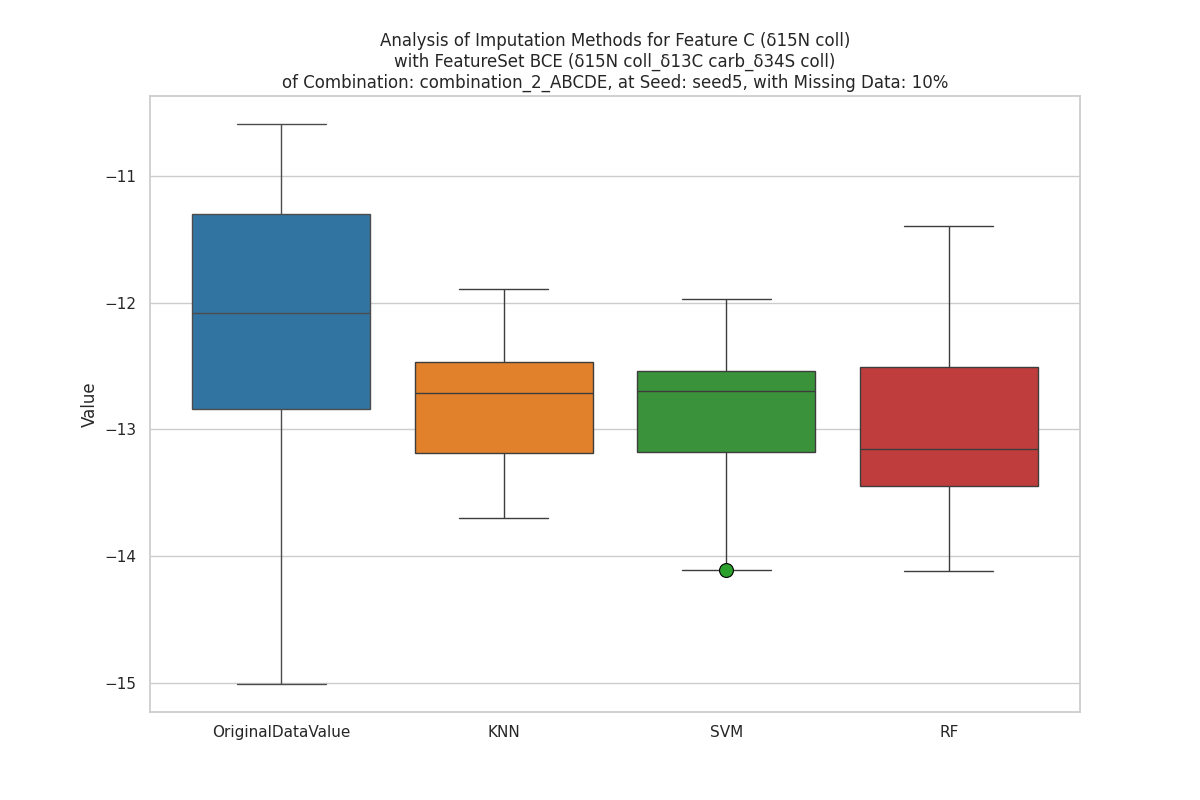 Analysis of Imputation Methods for Feature C (δ15N coll)
with FeatureSet BCE (δ15N coll_δ13C carb_δ34S coll)
of Combination: combination_2_ABCDE, at Seed: seed5, with Missing Data: 10%
−11
−12
−13
−14
−15
Value
OriginalDataValue
KNN
SVM
RF